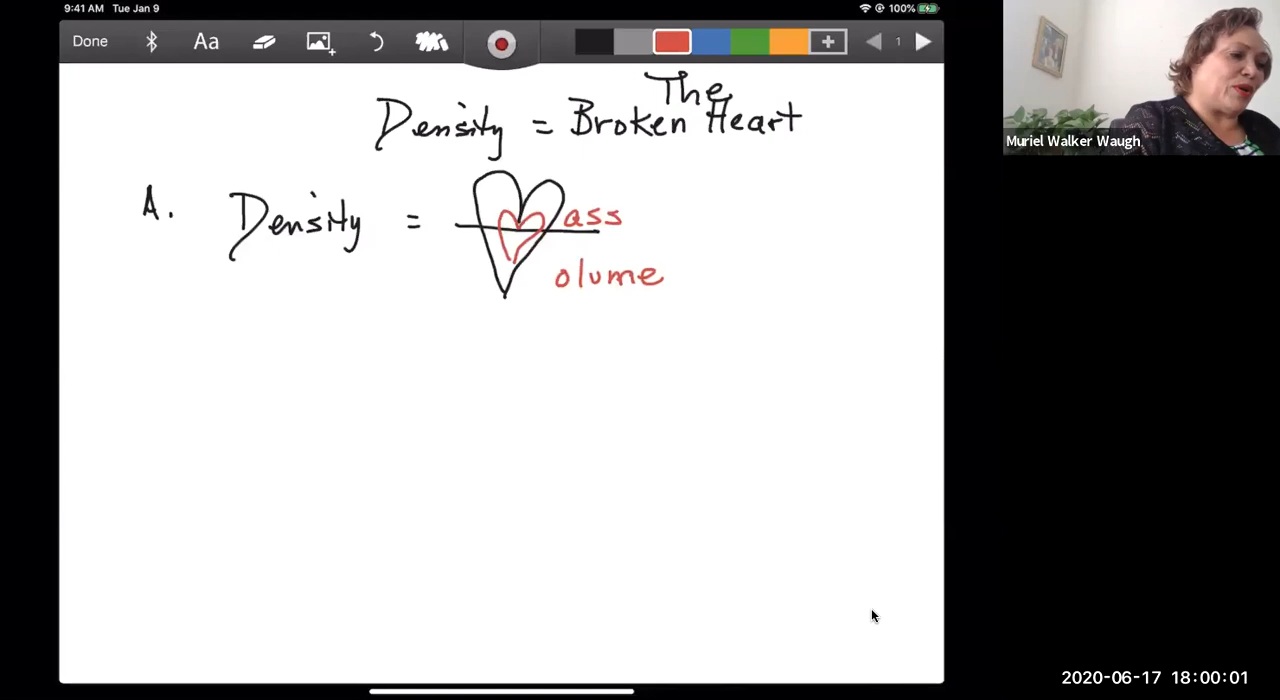 9:41 AM Tue Jan 9 100%
Done Aa 1
The
Density = Broken Heart
A. Density = ass
olume
Muriel Walker Waugh
2020-06-17 18:00:01